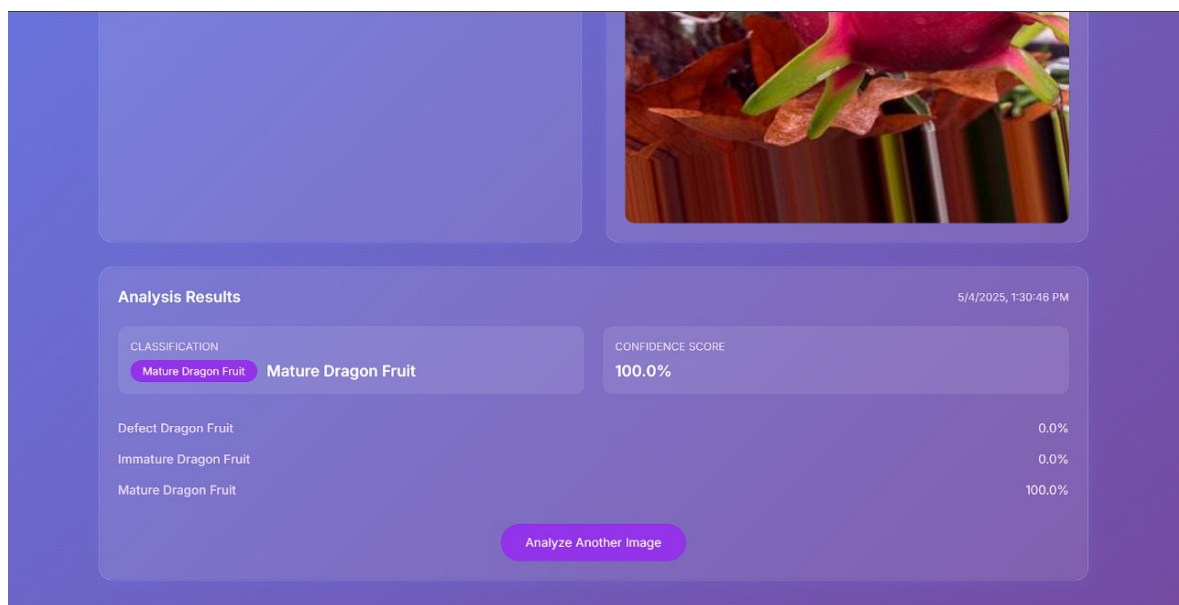 Analysis Results
5/4/2025, 1:30:46 PM
CLASSIFICATION
Mature Dragon Fruit Mature Dragon Fruit
CONFIDENCE SCORE
100.0%
Defect Dragon Fruit 0.0%
Immature Dragon Fruit 0.0%
Mature Dragon Fruit 100.0%
Analyze Another Image